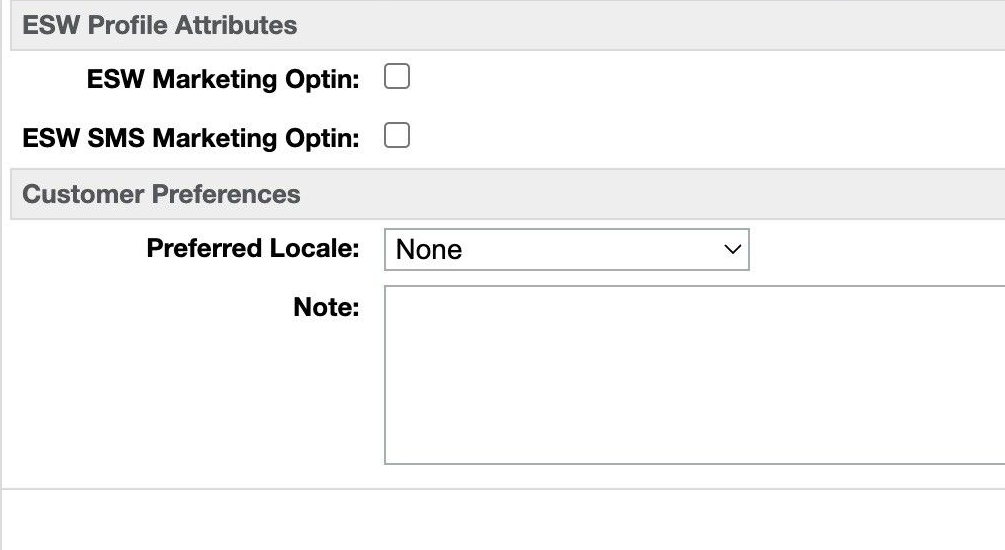 ESW Profile Attributes
ESW Marketing Optin:
ESW SMS Marketing Optin:
Customer Preferences
Preferred Locale: None
Note: